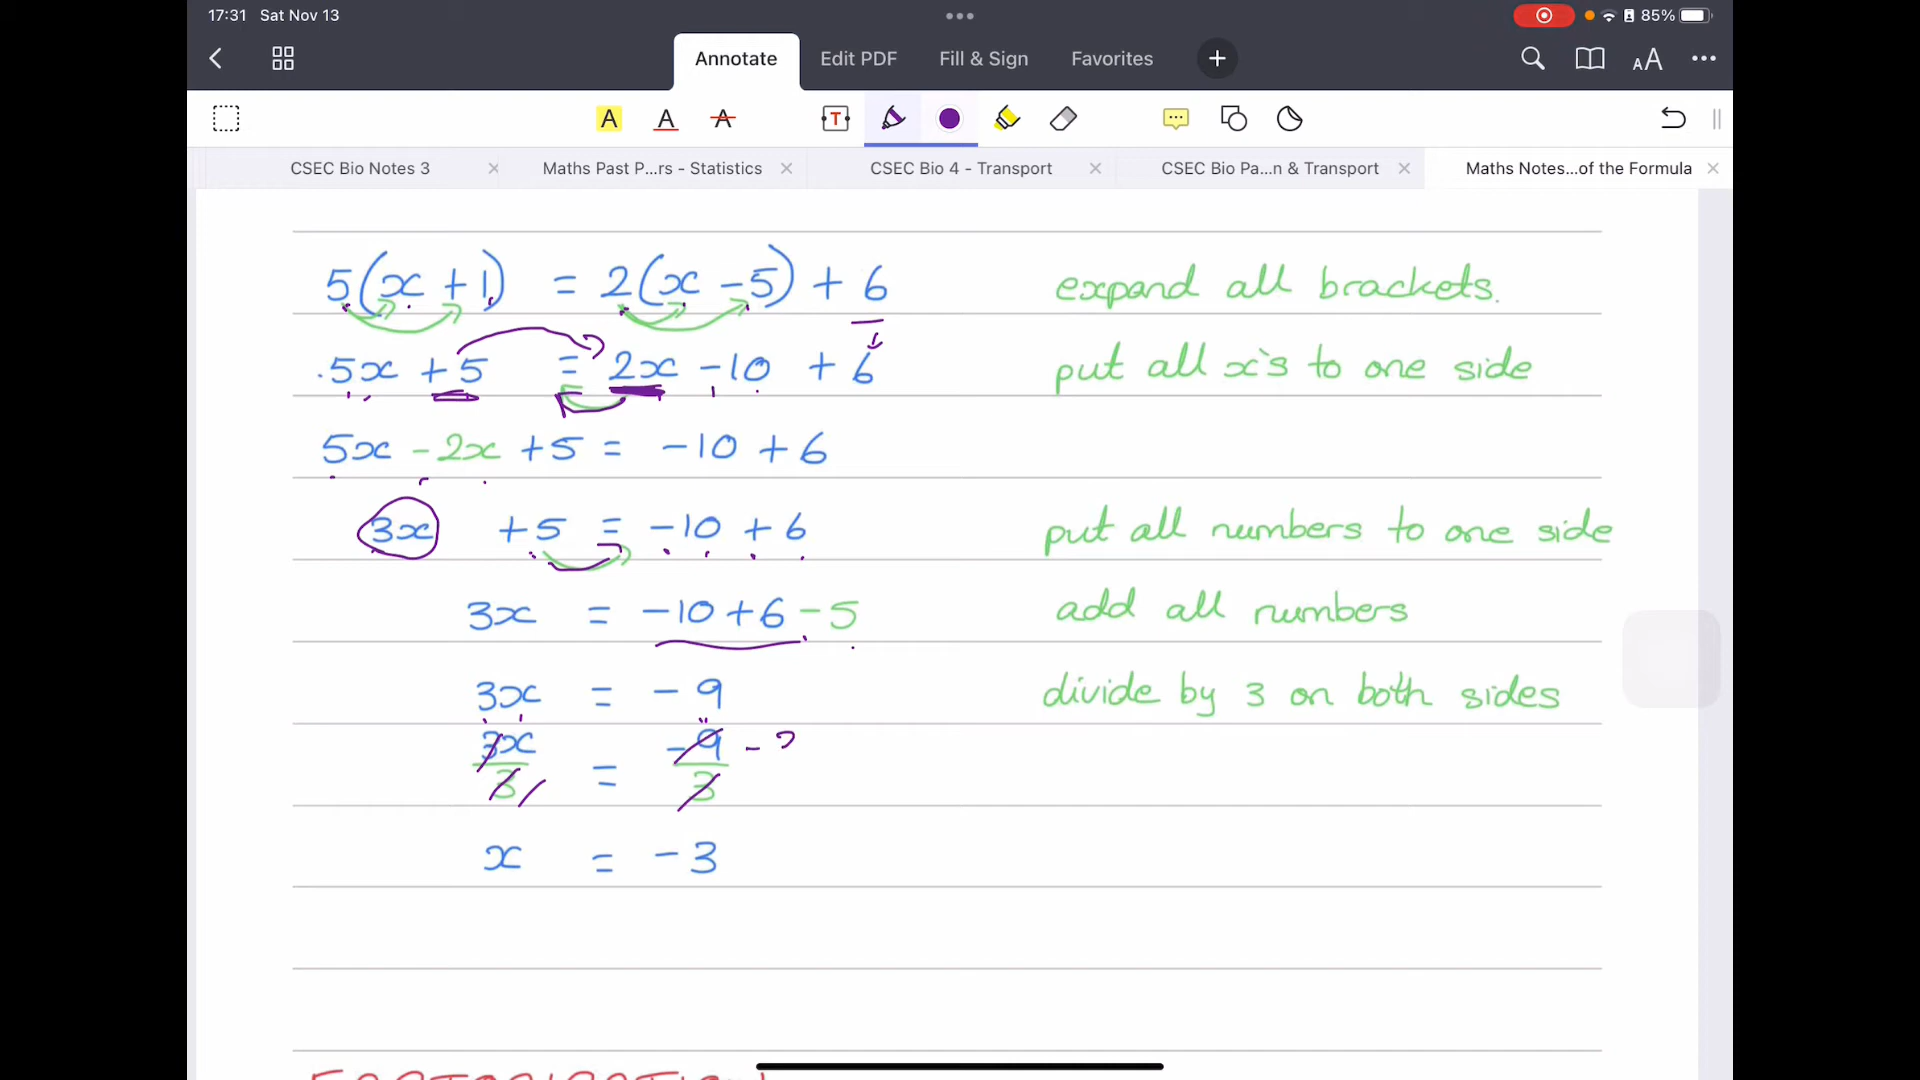 17:31 Sat Nov 13 85%
Annotate Edit PDF Fill & Sign Favorites
A A A T AA
CSEC Bio Notes 3 Maths Past P...rs - Statistics CSEC Bio 4 - Transport CSEC Bio Pa...n & Transport Maths Notes...of the Formula
5(x + 1) = 2(x - 5) + 6 expand all brackets.
5x + 5 = 2x - 10 + 6 put all x's to one side
5x - 2x + 5 = - 10 + 6
3x + 5 = - 10 + 6 put all numbers to one side
3x = - 10 + 6 - 5 add all numbers
3x = - 9 divide by 3 on both sides
3x/3 = -9/3 -
x = - 3